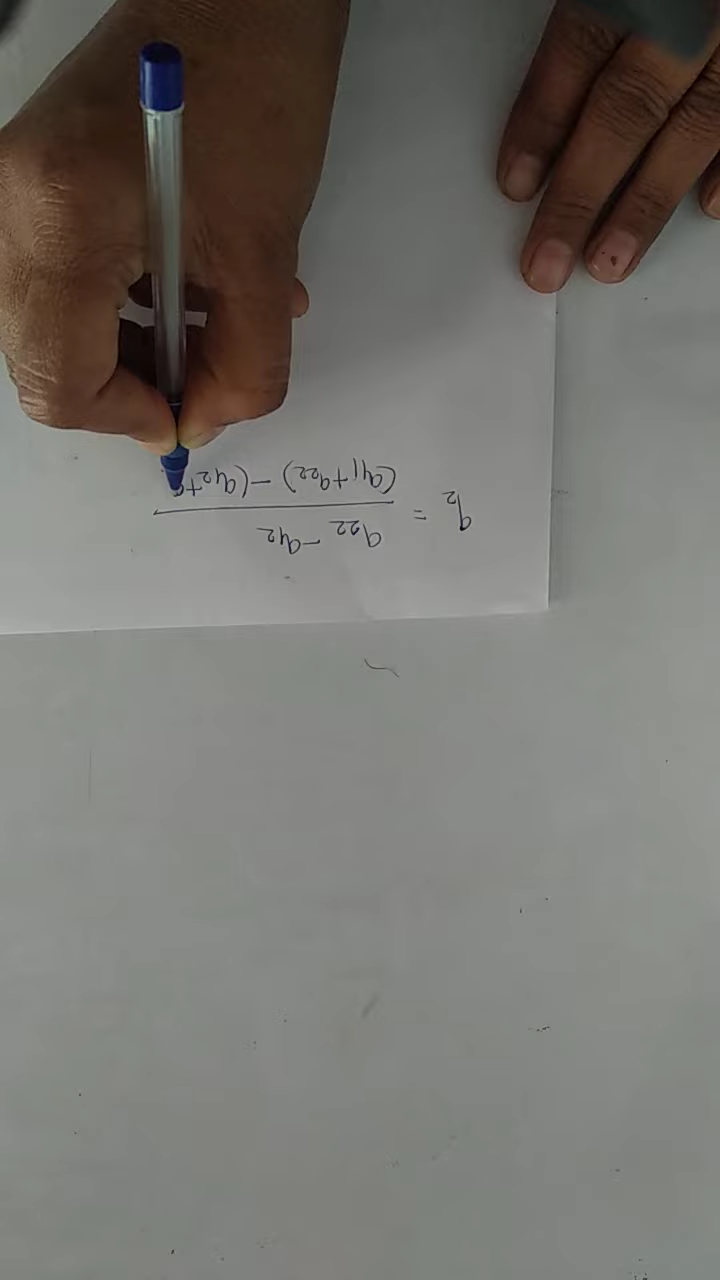 q2 = a22 - a12
(a11+a22) - (a12+